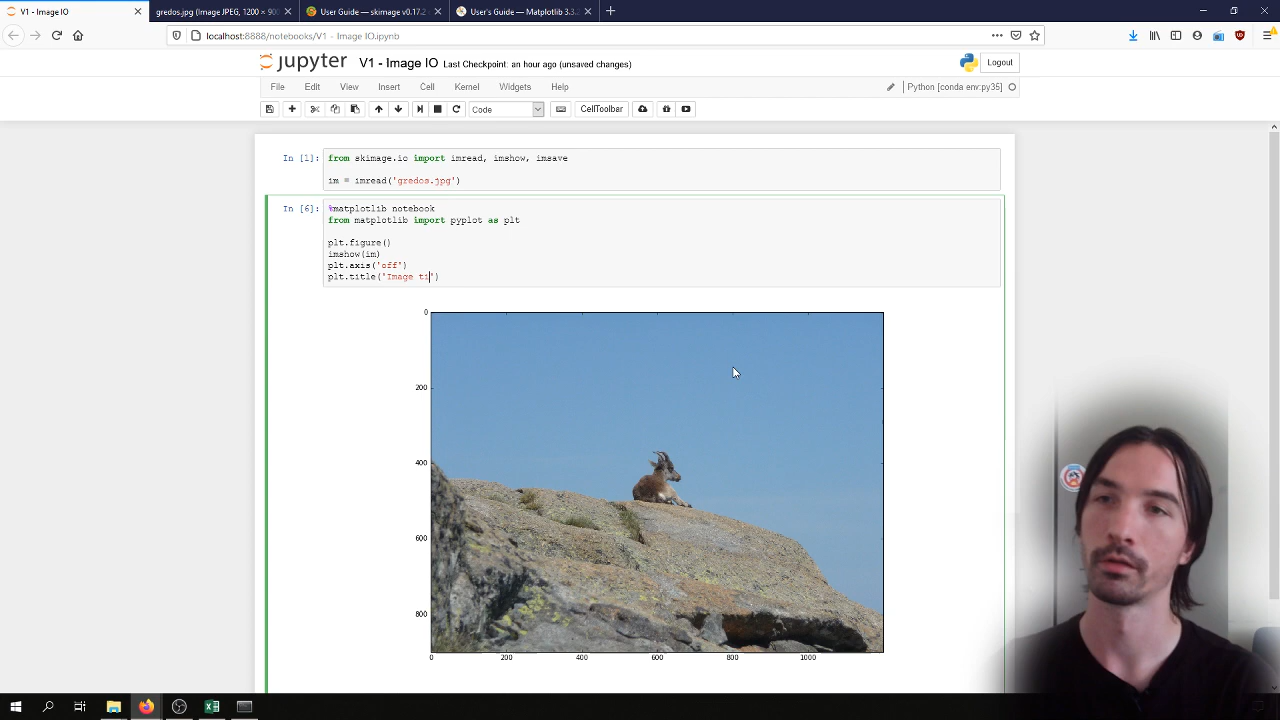 V1 - Image IO
gredos.jpg (Image JPEG, 1200 × 900
User Guide — skimage v0.17.2
User's Guide — Matplotlib 3.3.2
localhost:8888/notebooks/V1 - Image IO.ipynb
jupyter V1 - Image IO Last Checkpoint: an hour ago (unsaved changes)
Logout
File Edit View Insert Cell Kernel Widgets Help
Python [conda env:py35]
Code
CellToolbar
In [1]: from skimage.io import imread, imshow, imsave
im = imread('gredos.jpg')
In [6]: %matplotlib notebook
from matplotlib import pyplot as plt
plt.figure()
imshow(im)
plt.axis('off')
plt.title('Image ti')
0
200
400
600
800
0 200 400 600 800 1000